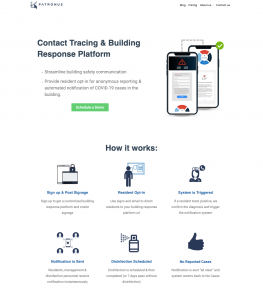 PATRONUS
Blog Pricing About us Contact us
Contact Tracing & Building
Response Platform
- Streamline building safety communication
- Provide resident opt-in for anonymous reporting &
automated notification of COVID-19 cases in the
building.
Schedule a Demo
How it works:
Sign up & Post Signage
Resident Opt-in
System is Triggered
Sign up to get a customized building
response platform and onsite
signage
Use signs and email to direct
residents to your building response
platform url
If a resident tests positive, we
confirm the diagnosis and trigger
the notification system
Notification is Sent
Disinfection Scheduled
No Reported Cases
Residents, management &
disinfection personnel receive
notification instantaneously
Disinfection is scheduled & then
completed (in 7 days pass without
disinfection)
Notification is sent "all clear" and
system resets back to